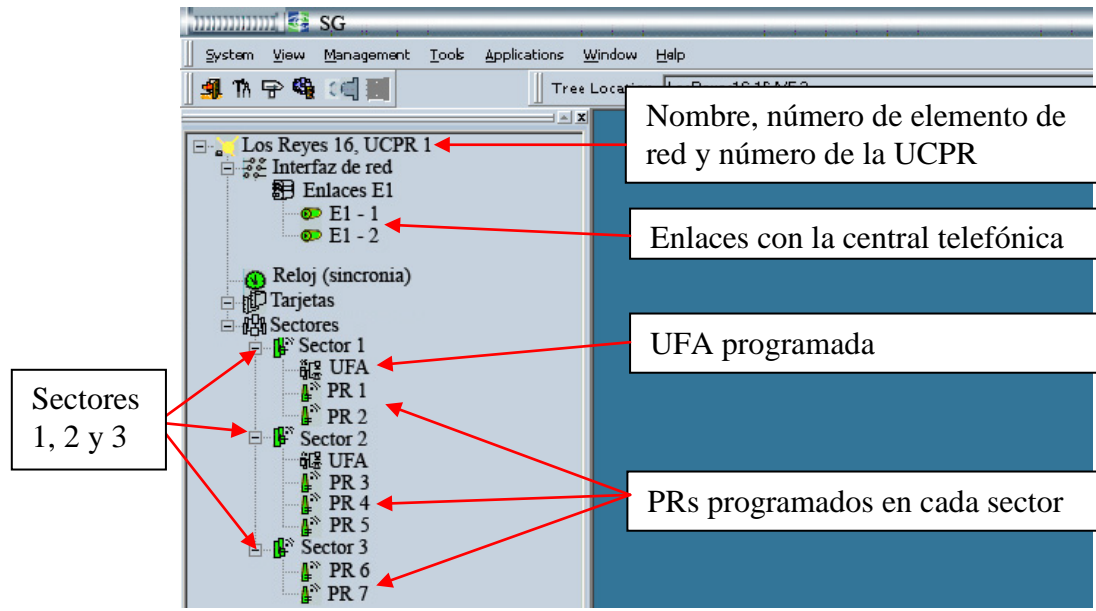 SG
System View Management Tools Applications Window Help
Tree Location
Nombre, número de elemento de
red y número de la UCPR
Los Reyes 16, UCPR 1
Interfaz de red
Enlaces E1
E1 - 1
E1 - 2
Enlaces con la central telefónica
Reloj (sincronia)
Tarjetas
Sectores
Sector 1
UFA
UFA programada
PR 1
PR 2
Sectores
1, 2 y 3
Sector 2
UFA
PR 3
PR 4
PR 5
PRs programados en cada sector
Sector 3
PR 6
PR 7